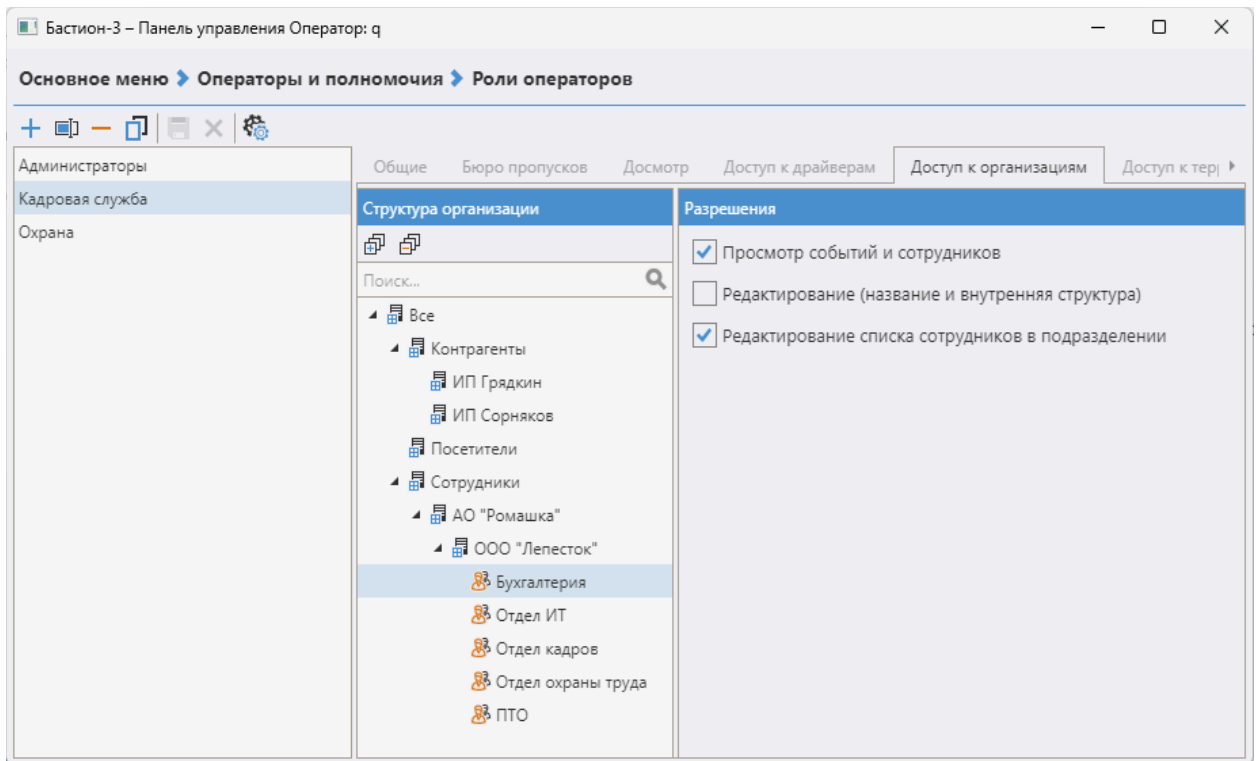 Бастион-3 – Панель управления Оператор: q
Основное меню Операторы и полномочия Роли операторов
Администраторы
Кадровая служба
Охрана
Общие Бюро пропусков Досмотр Доступ к драйверам Доступ к организациям Доступ к
Структура организации
Поиск...
Все
Контрагенты
ИП Грядкин
ИП Сорняков
Посетители
Сотрудники
АО "Ромашка"
ООО "Лепесток"
Бухгалтерия
Отдел ИТ
Отдел кадров
Отдел охраны труда
ПТО
Разрешения
Просмотр событий и сотрудников
Редактирование (название и внутренняя структура)
Редактирование списка сотрудников в подразделении